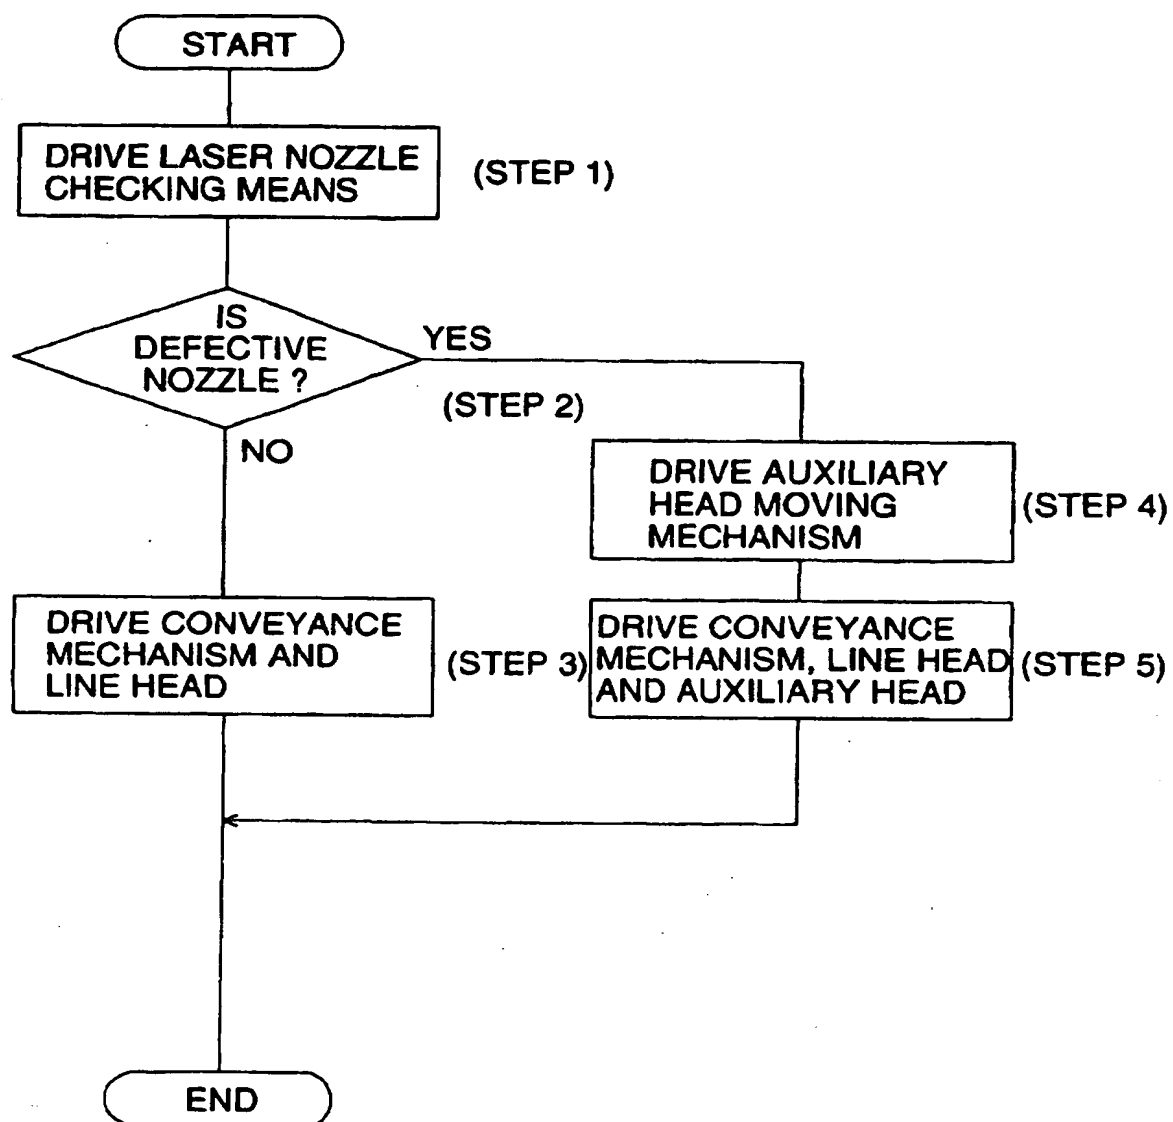 START
DRIVE LASER NOZZLE
CHECKING MEANS
(STEP 1)
IS
DEFECTIVE
NOZZLE ?
YES
(STEP 2)
NO
DRIVE AUXILIARY
HEAD MOVING
MECHANISM
(STEP 4)
DRIVE CONVEYANCE
MECHANISM AND
LINE HEAD
(STEP 3)
DRIVE CONVEYANCE
MECHANISM, LINE HEAD
AND AUXILIARY HEAD
(STEP 5)
END